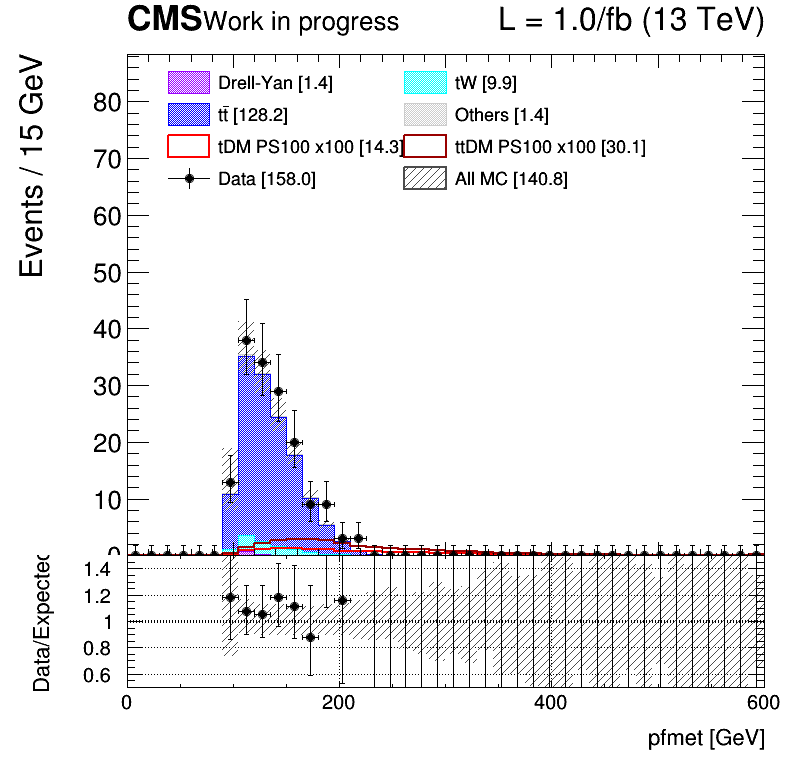 CMS Work in progress L = 1.0/fb (13 TeV)
Events / 15 GeV
Drell-Yan [1.4] tW [9.9]
tt̄ [128.2] Others [1.4]
tDM PS100 x100 [14.3] ttDM PS100 x100 [30.1]
Data [158.0] All MC [140.8]
80
70
60
50
40
30
20
10
0
Data/Expected
1.4
1.2
1
0.8
0.6
0 200 400 600
pfmet [GeV]